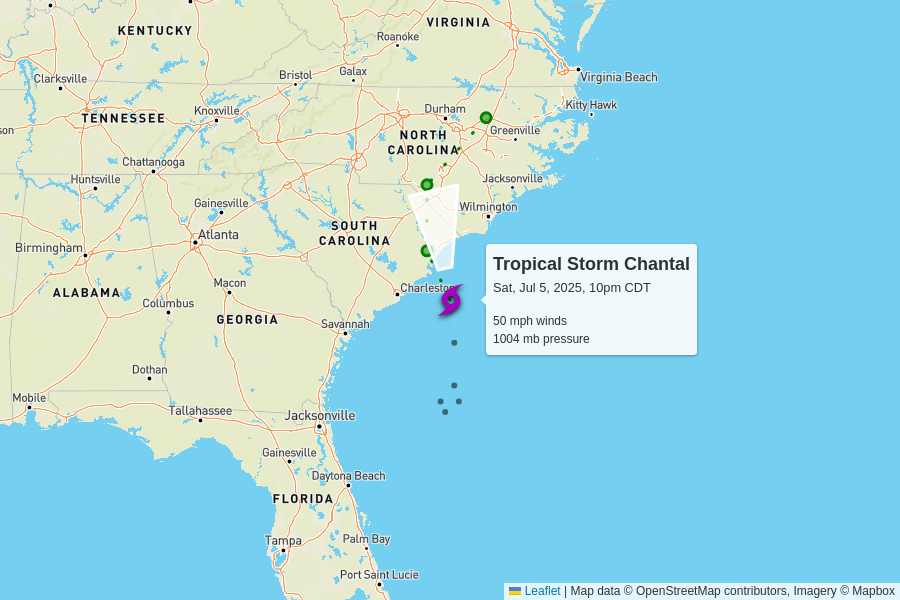 VIRGINIA
KENTUCKY
Roanoke
Galax
Bristol
Clarksville
Virginia Beach
Kitty Hawk
Durham
Knoxville
TENNESSEE
son
Greenville
NORTH
CAROLINA
Chattanooga
Huntsville
Jacksonville
Gainesville
Wilmington
SOUTH
CAROLINA
Atlanta
Birmingham
Tropical Storm Chantal
Sat, Jul 5, 2025, 10pm CDT
50 mph winds
1004 mb pressure
Macon
Charleston
ALABAMA
Columbus
GEORGIA
Savannah
Dothan
Mobile
Tallahassee
Jacksonville
Gainesville
Daytona Beach
FLORIDA
Tampa
Palm Bay
Port Saint Lucie
Leaflet | Map data © OpenStreetMap contributors, Imagery © Mapbox